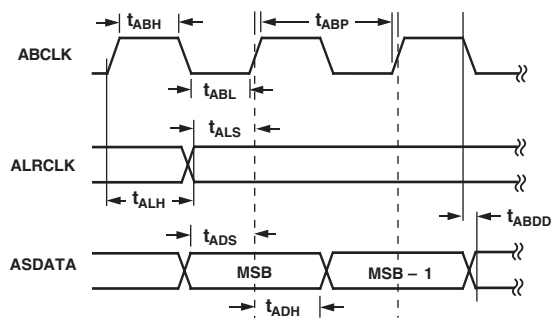 tABH
tABP
ABCLK
tABL
tALS
ALRCLK
tALH
tABDD
tADS
ASDATA
MSB
MSB – 1
tADH